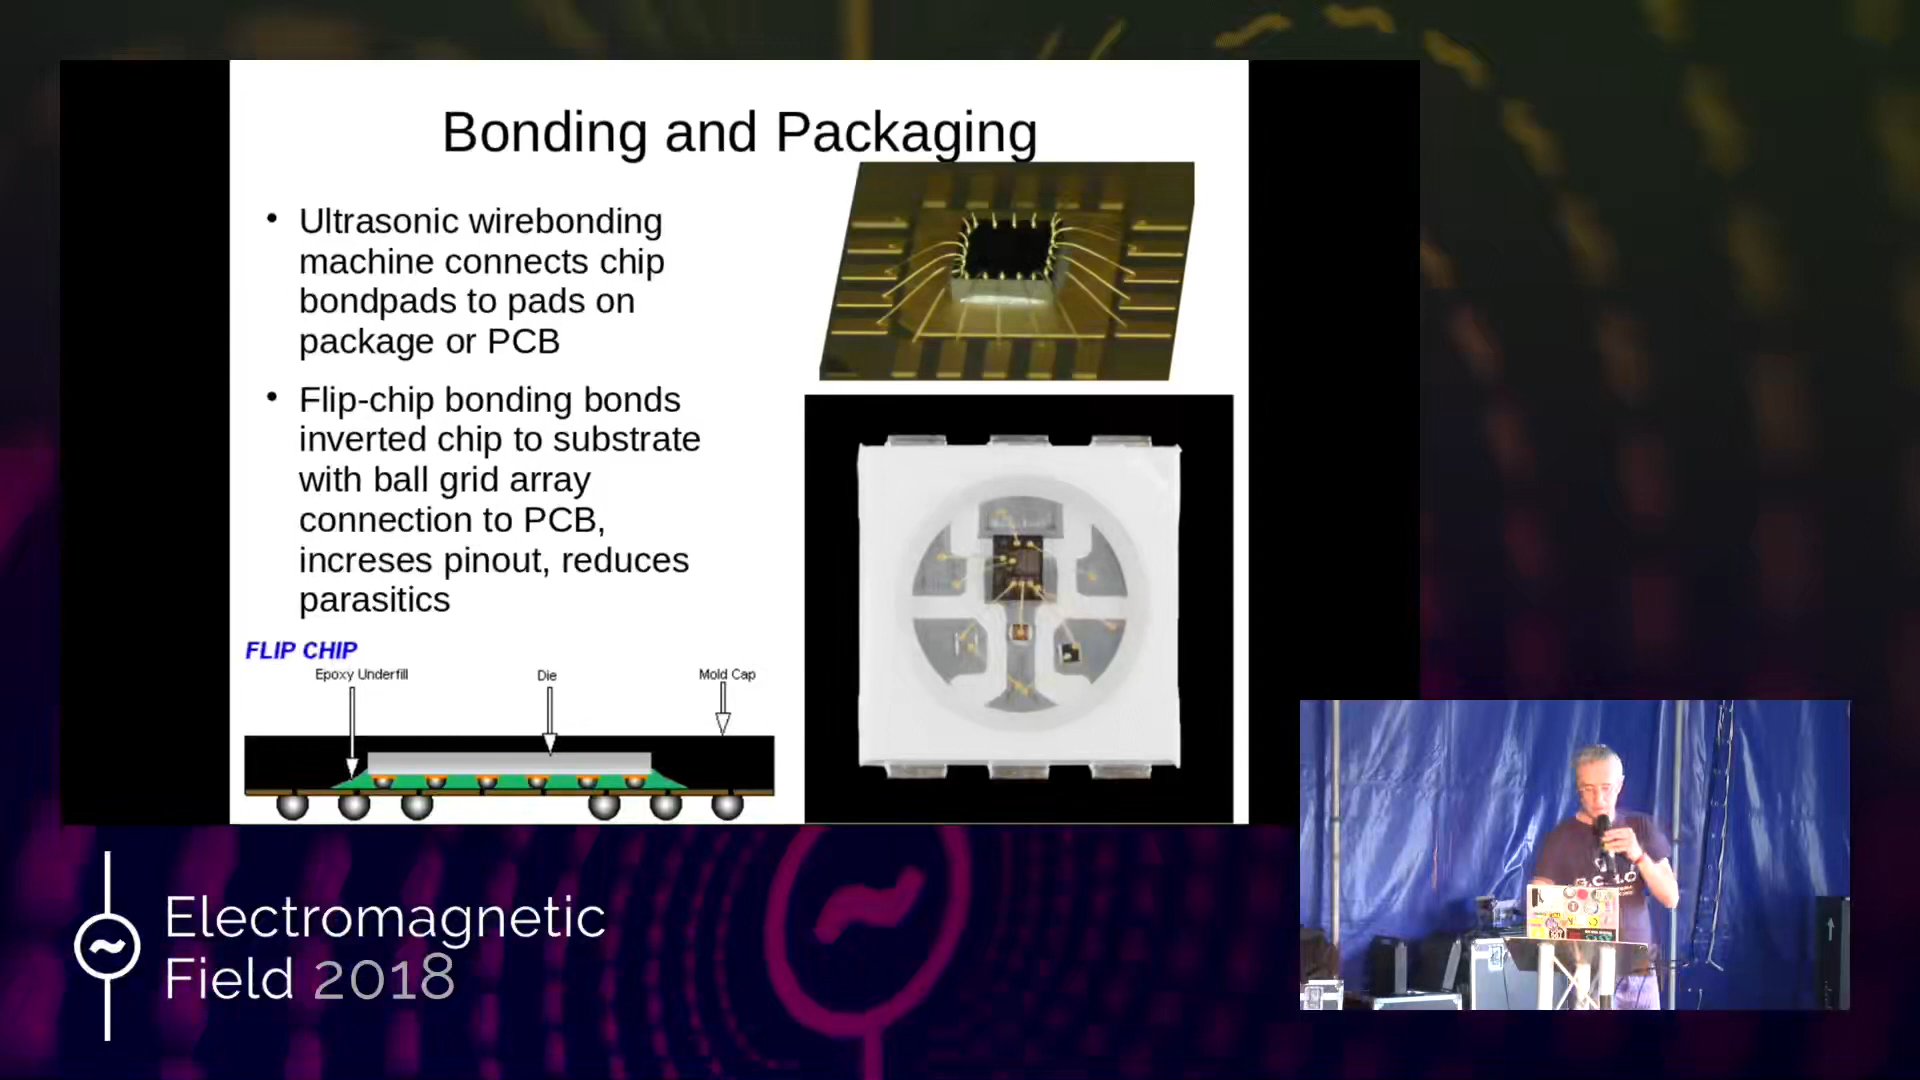 Bonding and Packaging
• Ultrasonic wirebonding
machine connects chip
bondpads to pads on
package or PCB
• Flip-chip bonding bonds
inverted chip to substrate
with ball grid array
connection to PCB,
increses pinout, reduces
parasitics
FLIP CHIP
Epoxy Underfill
Die
Mold Cap
Electromagnetic
Field 2018